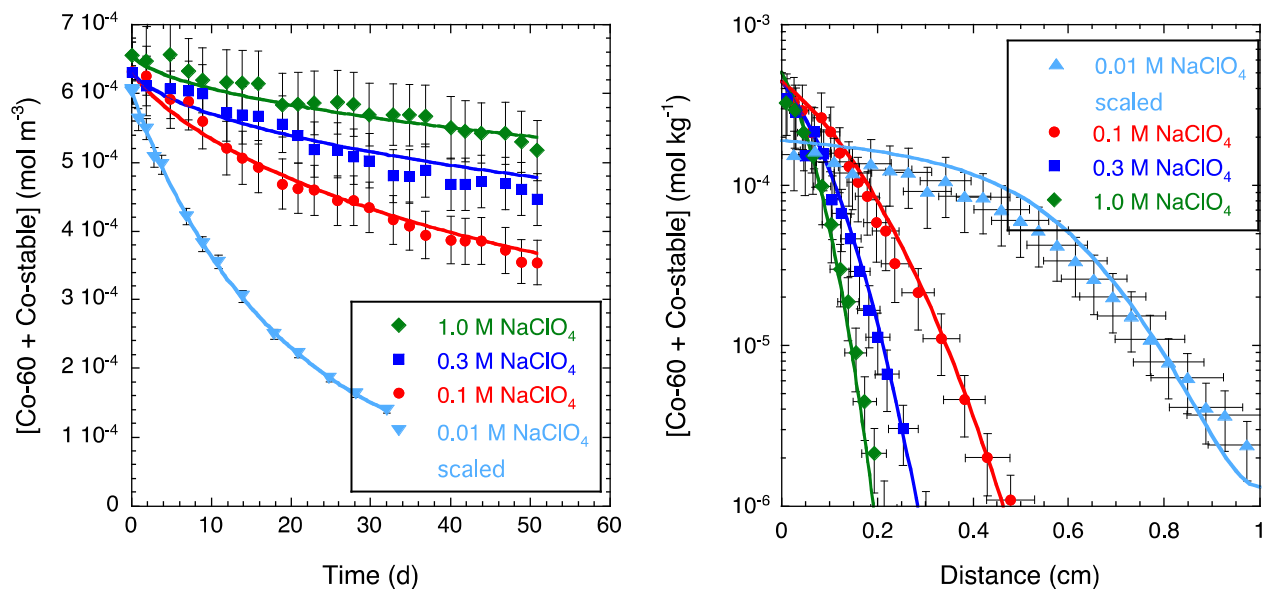 [Co-60 + Co-stable] (mol m⁻³)
7 10⁻⁴
6 10⁻⁴
5 10⁻⁴
4 10⁻⁴
3 10⁻⁴
2 10⁻⁴
1 10⁻⁴
0
0 10 20 30 40 50 60
Time (d)
1.0 M NaClO₄
0.3 M NaClO₄
0.1 M NaClO₄
0.01 M NaClO₄
scaled
[Co-60 + Co-stable] (mol kg⁻¹)
10⁻³
10⁻⁴
10⁻⁵
10⁻⁶
0 0.2 0.4 0.6 0.8 1
Distance (cm)
0.01 M NaClO₄
scaled
0.1 M NaClO₄
0.3 M NaClO₄
1.0 M NaClO₄